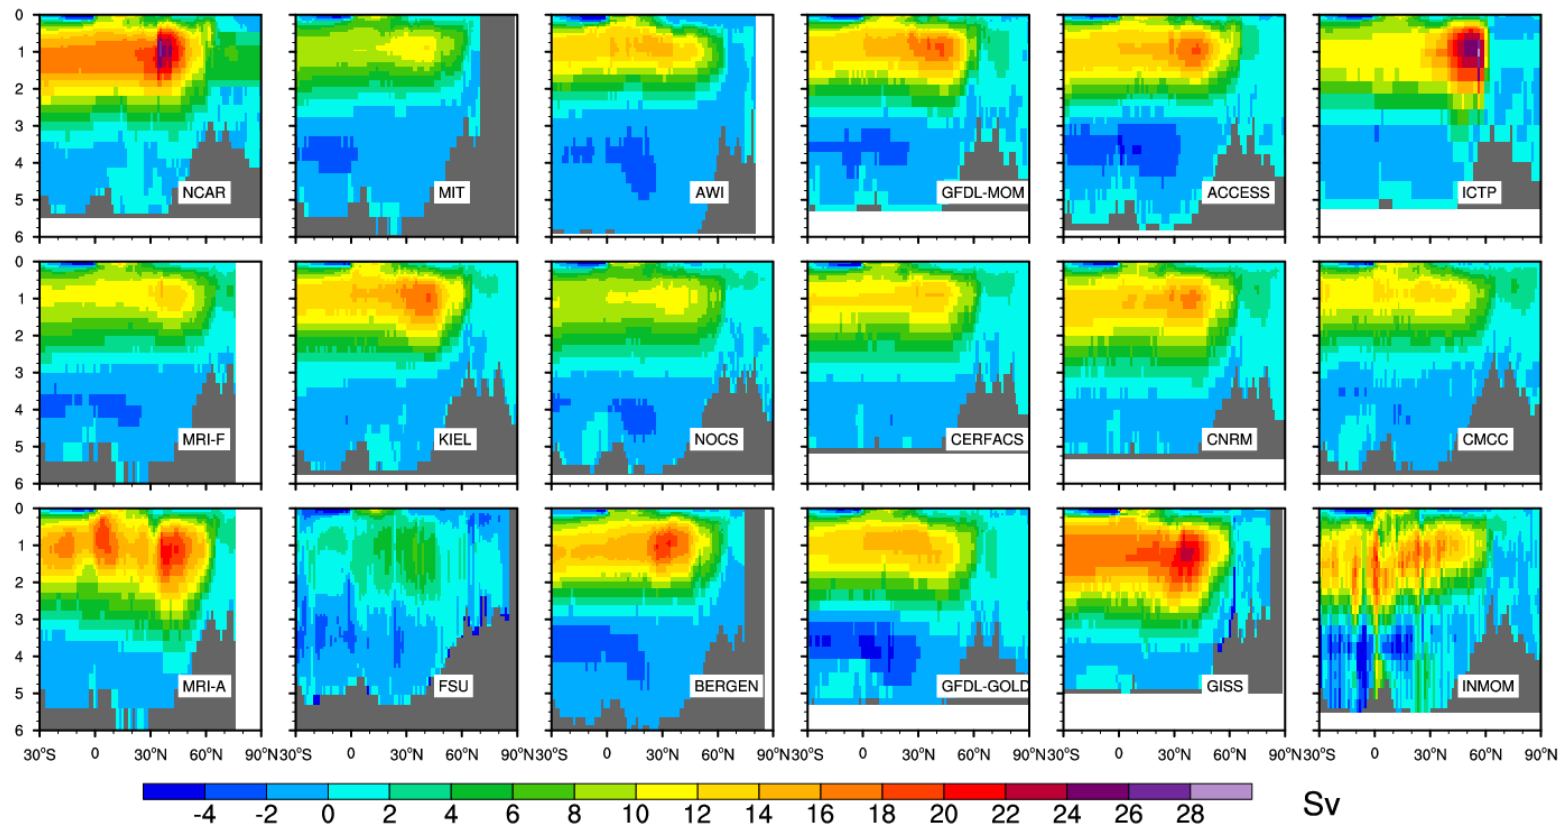 0
1
2
3
4
5
6
NCAR
MIT
AWI
GFDL-MOM
ACCESS
ICTP
0
1
2
3
4
5
6
MRI-F
KIEL
NOCS
CERFACS
CNRM
CMCC
0
1
2
3
4
5
6
MRI-A
FSU
BERGEN
GFDL-GOLD
GISS
INMOM
30°S 0 30°N 60°N 90°N30°S 0 30°N 60°N 90°N30°S 0 30°N 60°N 90°N30°S 0 30°N 60°N 90°N30°S 0 30°N 60°N 90°N30°S 0 30°N 60°N 90°N
-4 -2 0 2 4 6 8 10 12 14 16 18 20 22 24 26 28 Sv